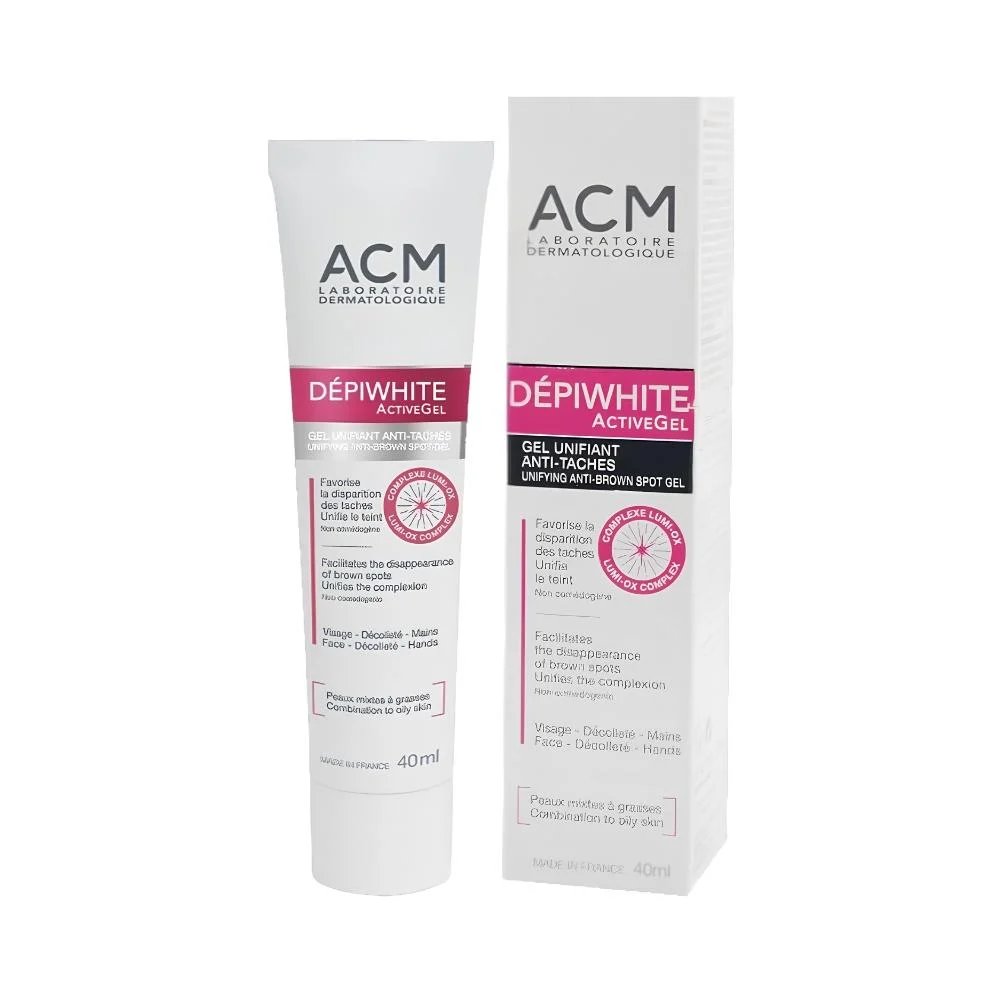 ACM
LABORATOIRE
DERMATOLOGIQUE
DÉPIWHITE
ACTIVEGEL
GEL UNIFIANT ANTI-TACHES
UNIFYING ANTI-BROWN SPOT GEL
Favorise
la disparition
des taches
Unifie le teint
Non comédogène
COMPLEXE LUMI-OX
LUMI-OX COMPLEX
Facilitates the disappearance
of brown spots
Unifies the complexion
Non comedogenic
Visage - Décolleté - Mains
Face - Décolleté - Hands
Peaux mixtes à grasses
Combination to oily skin
MADE IN FRANCE 40ml
ACM
LABORATOIRE
DERMATOLOGIQUE
DÉPIWHITE
ACTIVEGEL
GEL UNIFIANT
ANTI-TACHES
UNIFYING ANTI-BROWN SPOT GEL
Favorise la
disparition
des taches
Unifie
le teint
Non comédogène
COMPLEXE LUMI-OX
LUMI-OX COMPLEX
Facilitates
the disappearance
of brown spots
Unifies the complexion
Non comedogenic
Visage - Décolleté - Mains
Face - Décolleté - Hands
Peaux mixtes à grasses
Combination to oily skin
MADE IN FRANCE 40ml